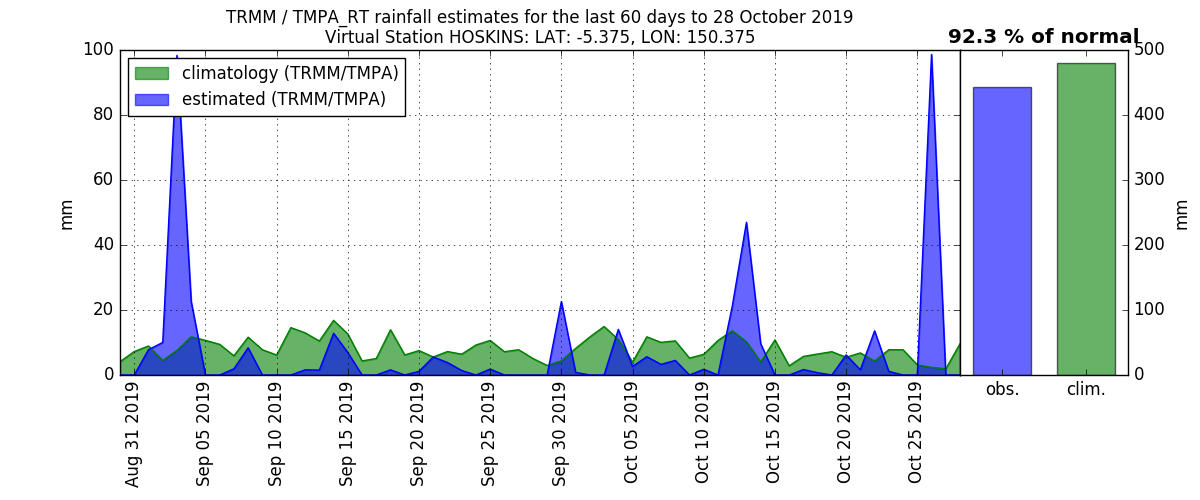 TRMM / TMPA_RT rainfall estimates for the last 60 days to 28 October 2019
Virtual Station HOSKINS: LAT: -5.375, LON: 150.375
92.3 % of normal
climatology (TRMM/TMPA)
estimated (TRMM/TMPA)
mm
100
80
60
40
20
0
Aug 31 2019
Sep 05 2019
Sep 10 2019
Sep 15 2019
Sep 20 2019
Sep 25 2019
Sep 30 2019
Oct 05 2019
Oct 10 2019
Oct 15 2019
Oct 20 2019
Oct 25 2019
500
400
300
200
100
0
mm
obs.
clim.